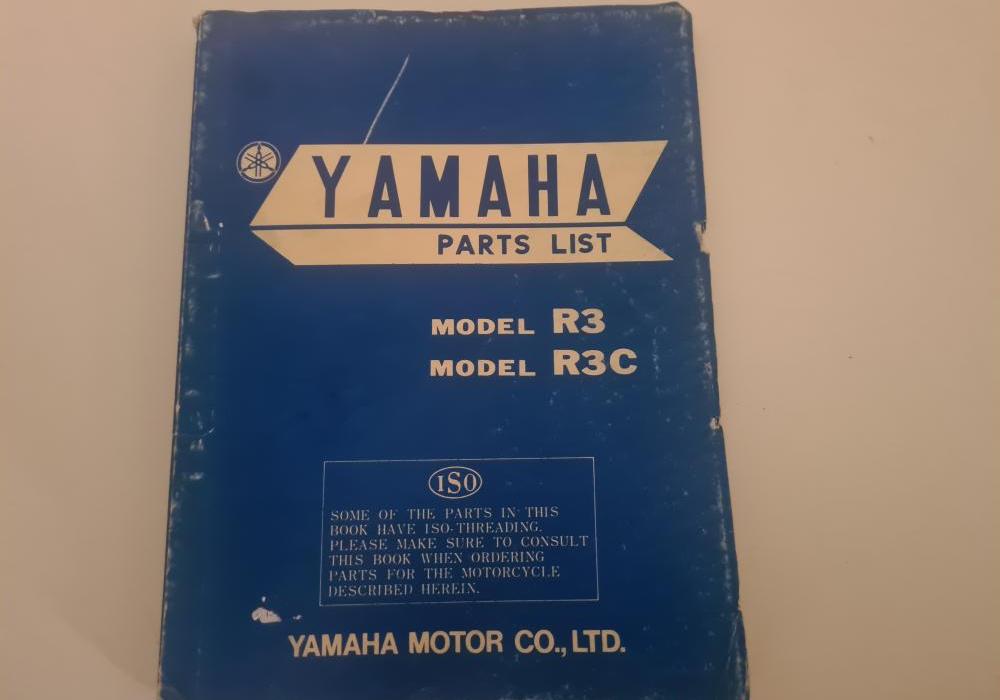 YAMAHA
PARTS LIST
MODEL R3
MODEL R3C
ISO
SOME OF THE PARTS IN THIS
BOOK HAVE ISO-THREADING.
PLEASE MAKE SURE TO CONSULT
THIS BOOK WHEN ORDERING
PARTS FOR THE MOTORCYCLE
DESCRIBED HEREIN.
YAMAHA MOTOR CO., LTD.